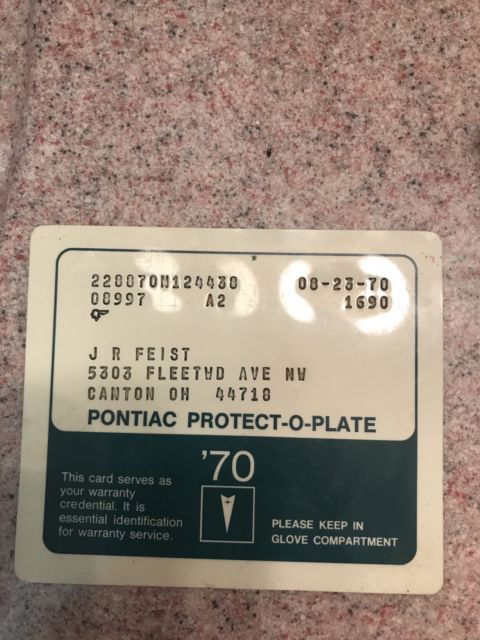 228870N124438 08-23-70
08997 A2 1690
J R FEIST
5303 FLEETWD AVE NW
CANTON OH 44718
PONTIAC PROTECT-O-PLATE
'70
This card serves as
your warranty
credential. It is
essential identification
for warranty service.
PLEASE KEEP IN
GLOVE COMPARTMENT